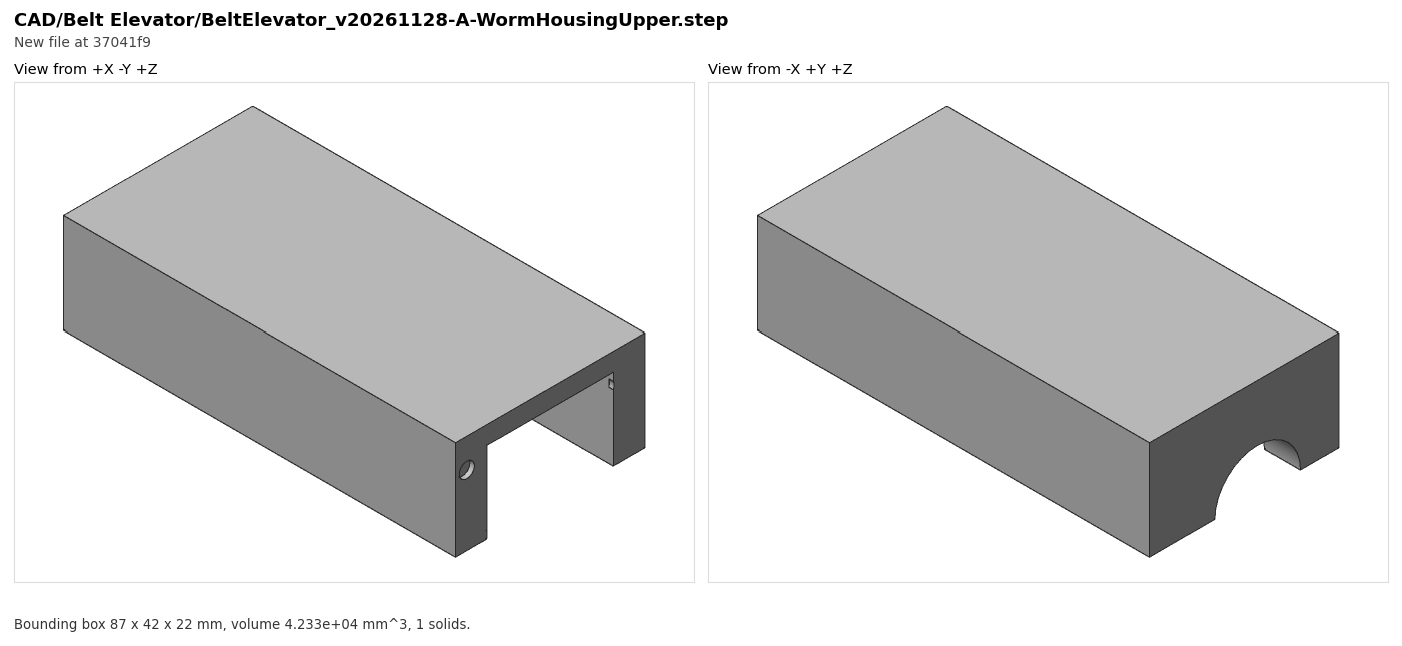 CAD/Belt Elevator/BeltElevator_v20261128-A-WormHousingUpper.step
New file at 37041f9
View from +X -Y +Z
View from -X +Y +Z
Bounding box 87 x 42 x 22 mm, volume 4.233e+04 mm^3, 1 solids.